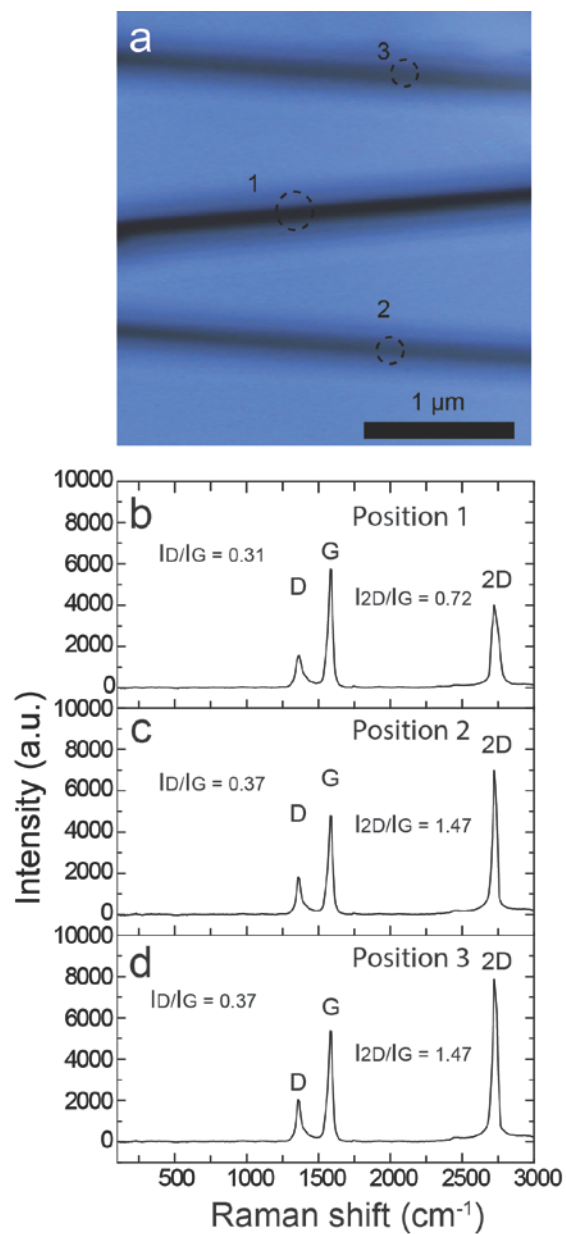 a
3
1
2
1 μm
10000
b
Position 1
8000
ID/IG = 0.31
G
6000
D
I2D/IG = 0.72
2D
4000
2000
0
10000
c
Position 2
8000
2D
ID/IG = 0.37
G
6000
D
I2D/IG = 1.47
4000
2000
0
10000
d
Position 3
2D
8000
ID/IG = 0.37
G
6000
I2D/IG = 1.47
4000
D
2000
0
500 1000 1500 2000 2500 3000
Raman shift (cm-1)
Intensity (a.u.)